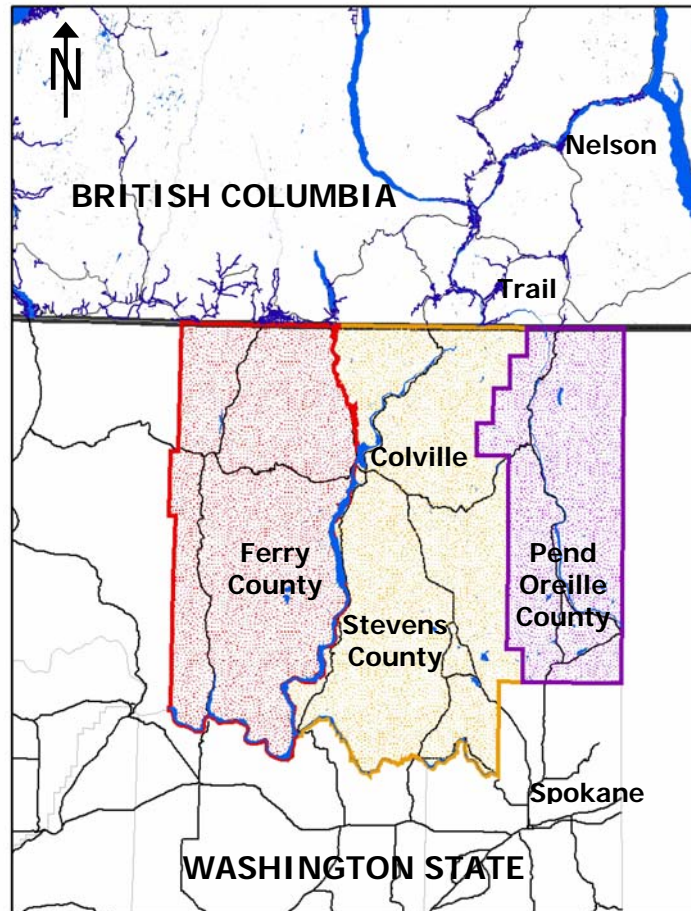 N
Nelson
BRITISH COLUMBIA
Trail
Colville
Ferry
County
Pend
Oreille
County
Stevens
County
Spokane
WASHINGTON STATE